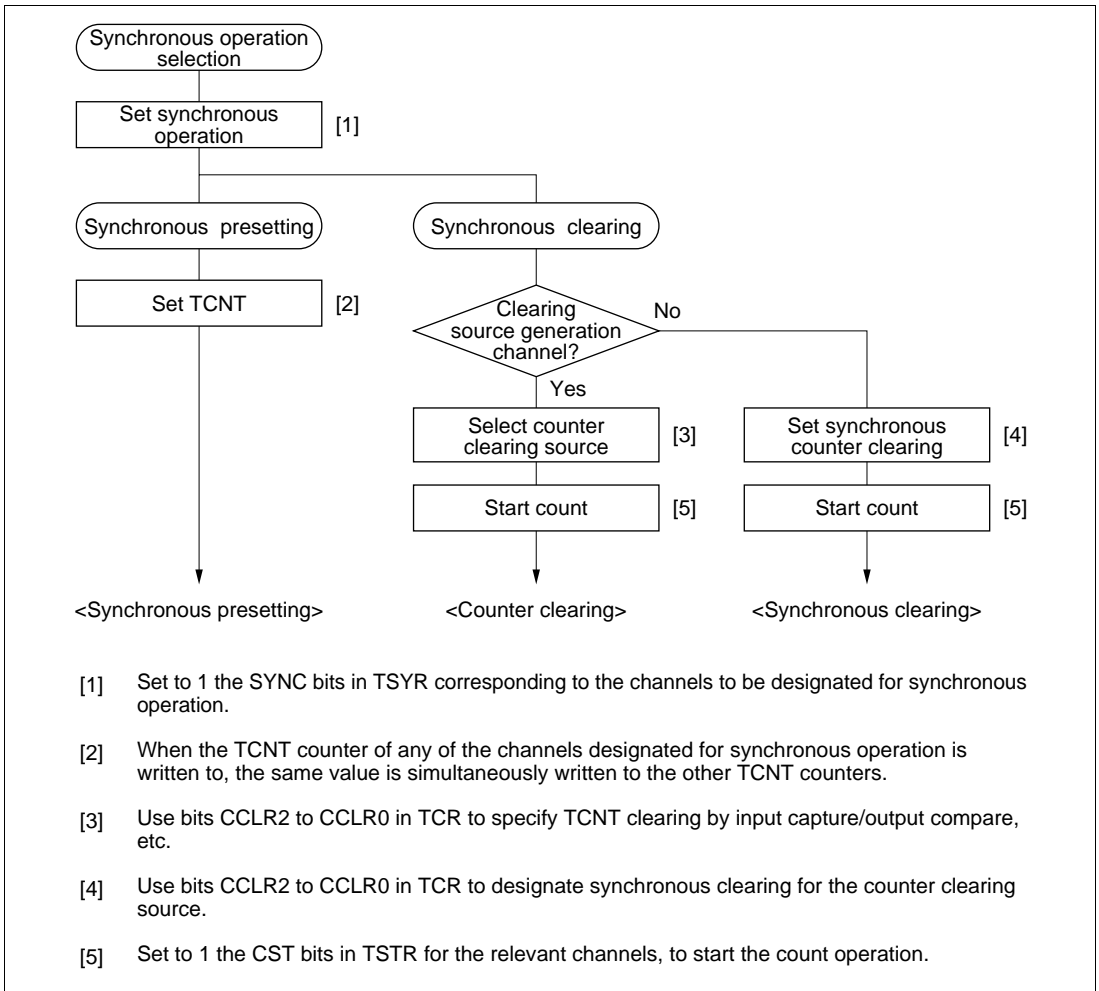 Synchronous operation
selection
Set synchronous
operation
[1]
Synchronous presetting
Synchronous clearing
Set TCNT
[2]
Clearing
source generation
channel?
No
Yes
Select counter
clearing source
[3]
Set synchronous
counter clearing
[4]
Start count
[5]
Start count
[5]
<Synchronous presetting>
<Counter clearing>
<Synchronous clearing>
[1] Set to 1 the SYNC bits in TSYR corresponding to the channels to be designated for synchronous
operation.
[2] When the TCNT counter of any of the channels designated for synchronous operation is
written to, the same value is simultaneously written to the other TCNT counters.
[3] Use bits CCLR2 to CCLR0 in TCR to specify TCNT clearing by input capture/output compare,
etc.
[4] Use bits CCLR2 to CCLR0 in TCR to designate synchronous clearing for the counter clearing
source.
[5] Set to 1 the CST bits in TSTR for the relevant channels, to start the count operation.